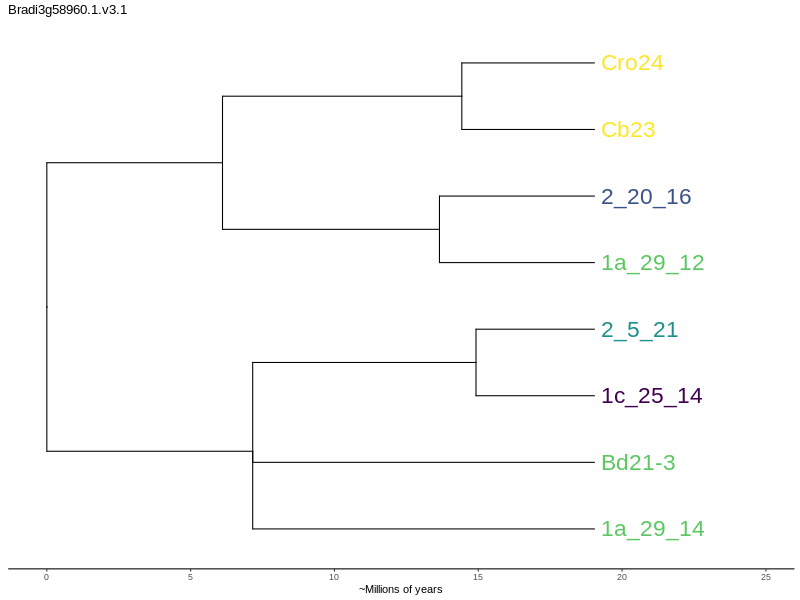 Bradi3g58960.1.v3.1
Cro24
Cb23
2_20_16
1a_29_12
2_5_21
1c_25_14
Bd21-3
1a_29_14
0 5 10 15 20 25
~Millions of years